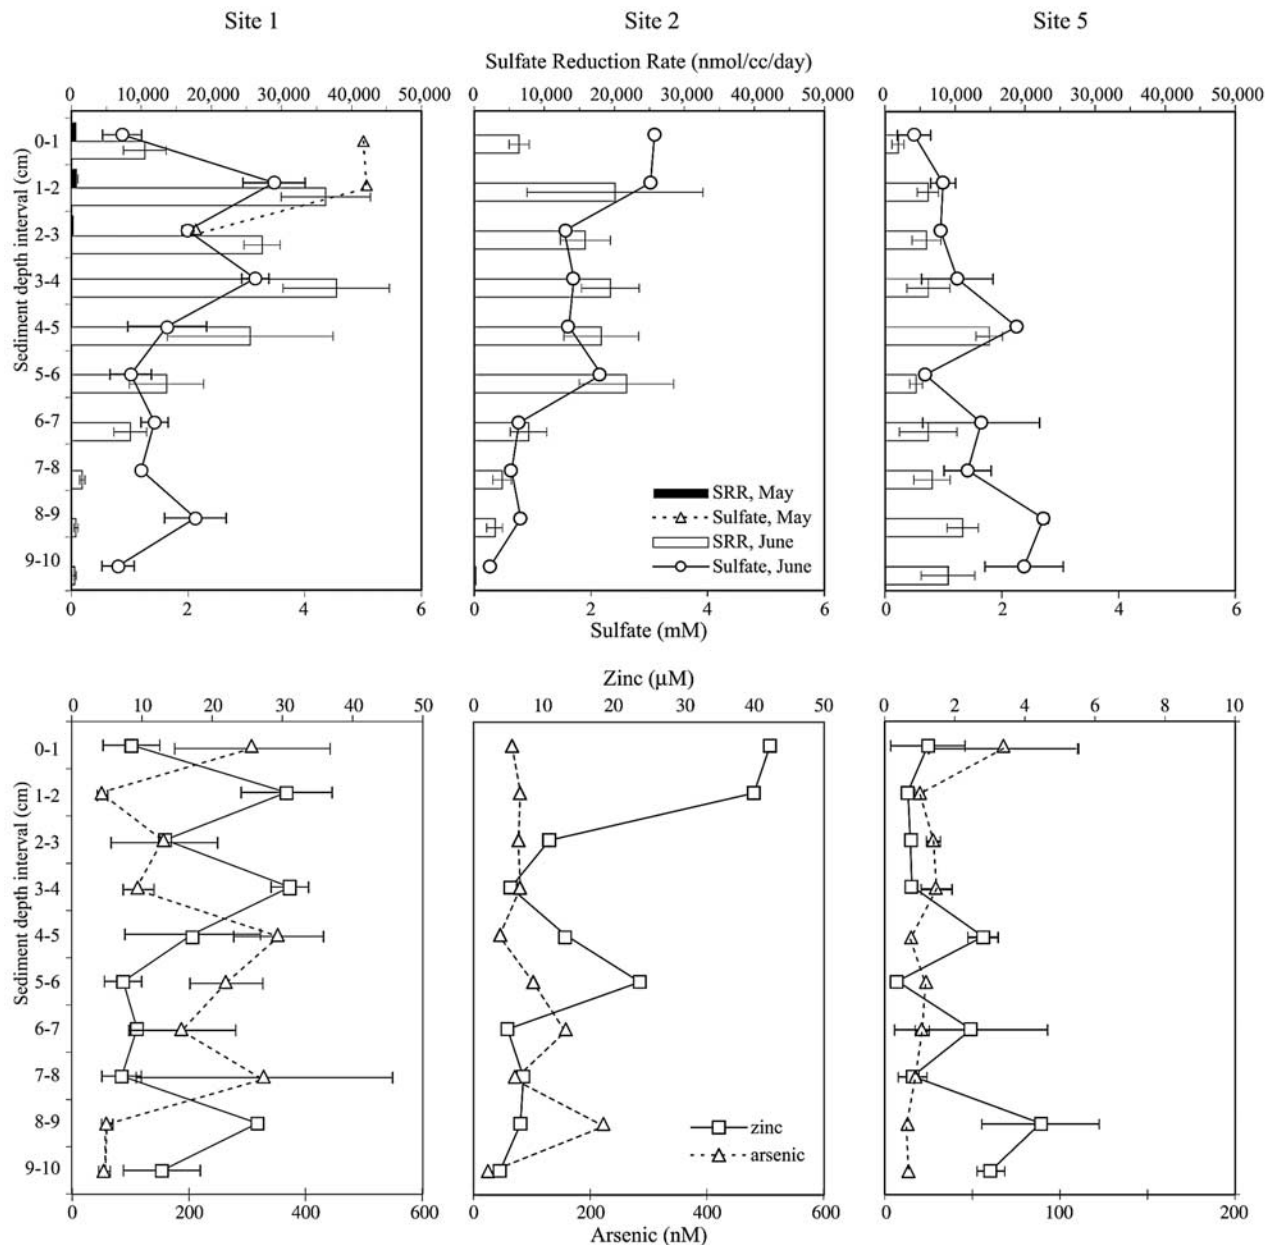 Site 1 Site 2 Site 5
Sulfate Reduction Rate (nmol/cc/day)
0 10,000 20,000 30,000 40,000 50,000 0 10,000 20,000 30,000 40,000 50,000 0 10,000 20,000 30,000 40,000 50,000
Sediment depth interval (cm)
0-1
1-2
2-3
3-4
4-5
5-6
6-7
7-8
8-9
9-10
SRR, May
Sulfate, May
SRR, June
Sulfate, June
0 2 4 6 0 2 4 6 0 2 4 6
Sulfate (mM)
Zinc (μM)
0 10 20 30 40 50 0 10 20 30 40 50 0 2 4 6 8 10
Sediment depth interval (cm)
0-1
1-2
2-3
3-4
4-5
5-6
6-7
7-8
8-9
9-10
zinc
arsenic
0 200 400 600 0 200 400 600 0 100 200
Arsenic (nM)